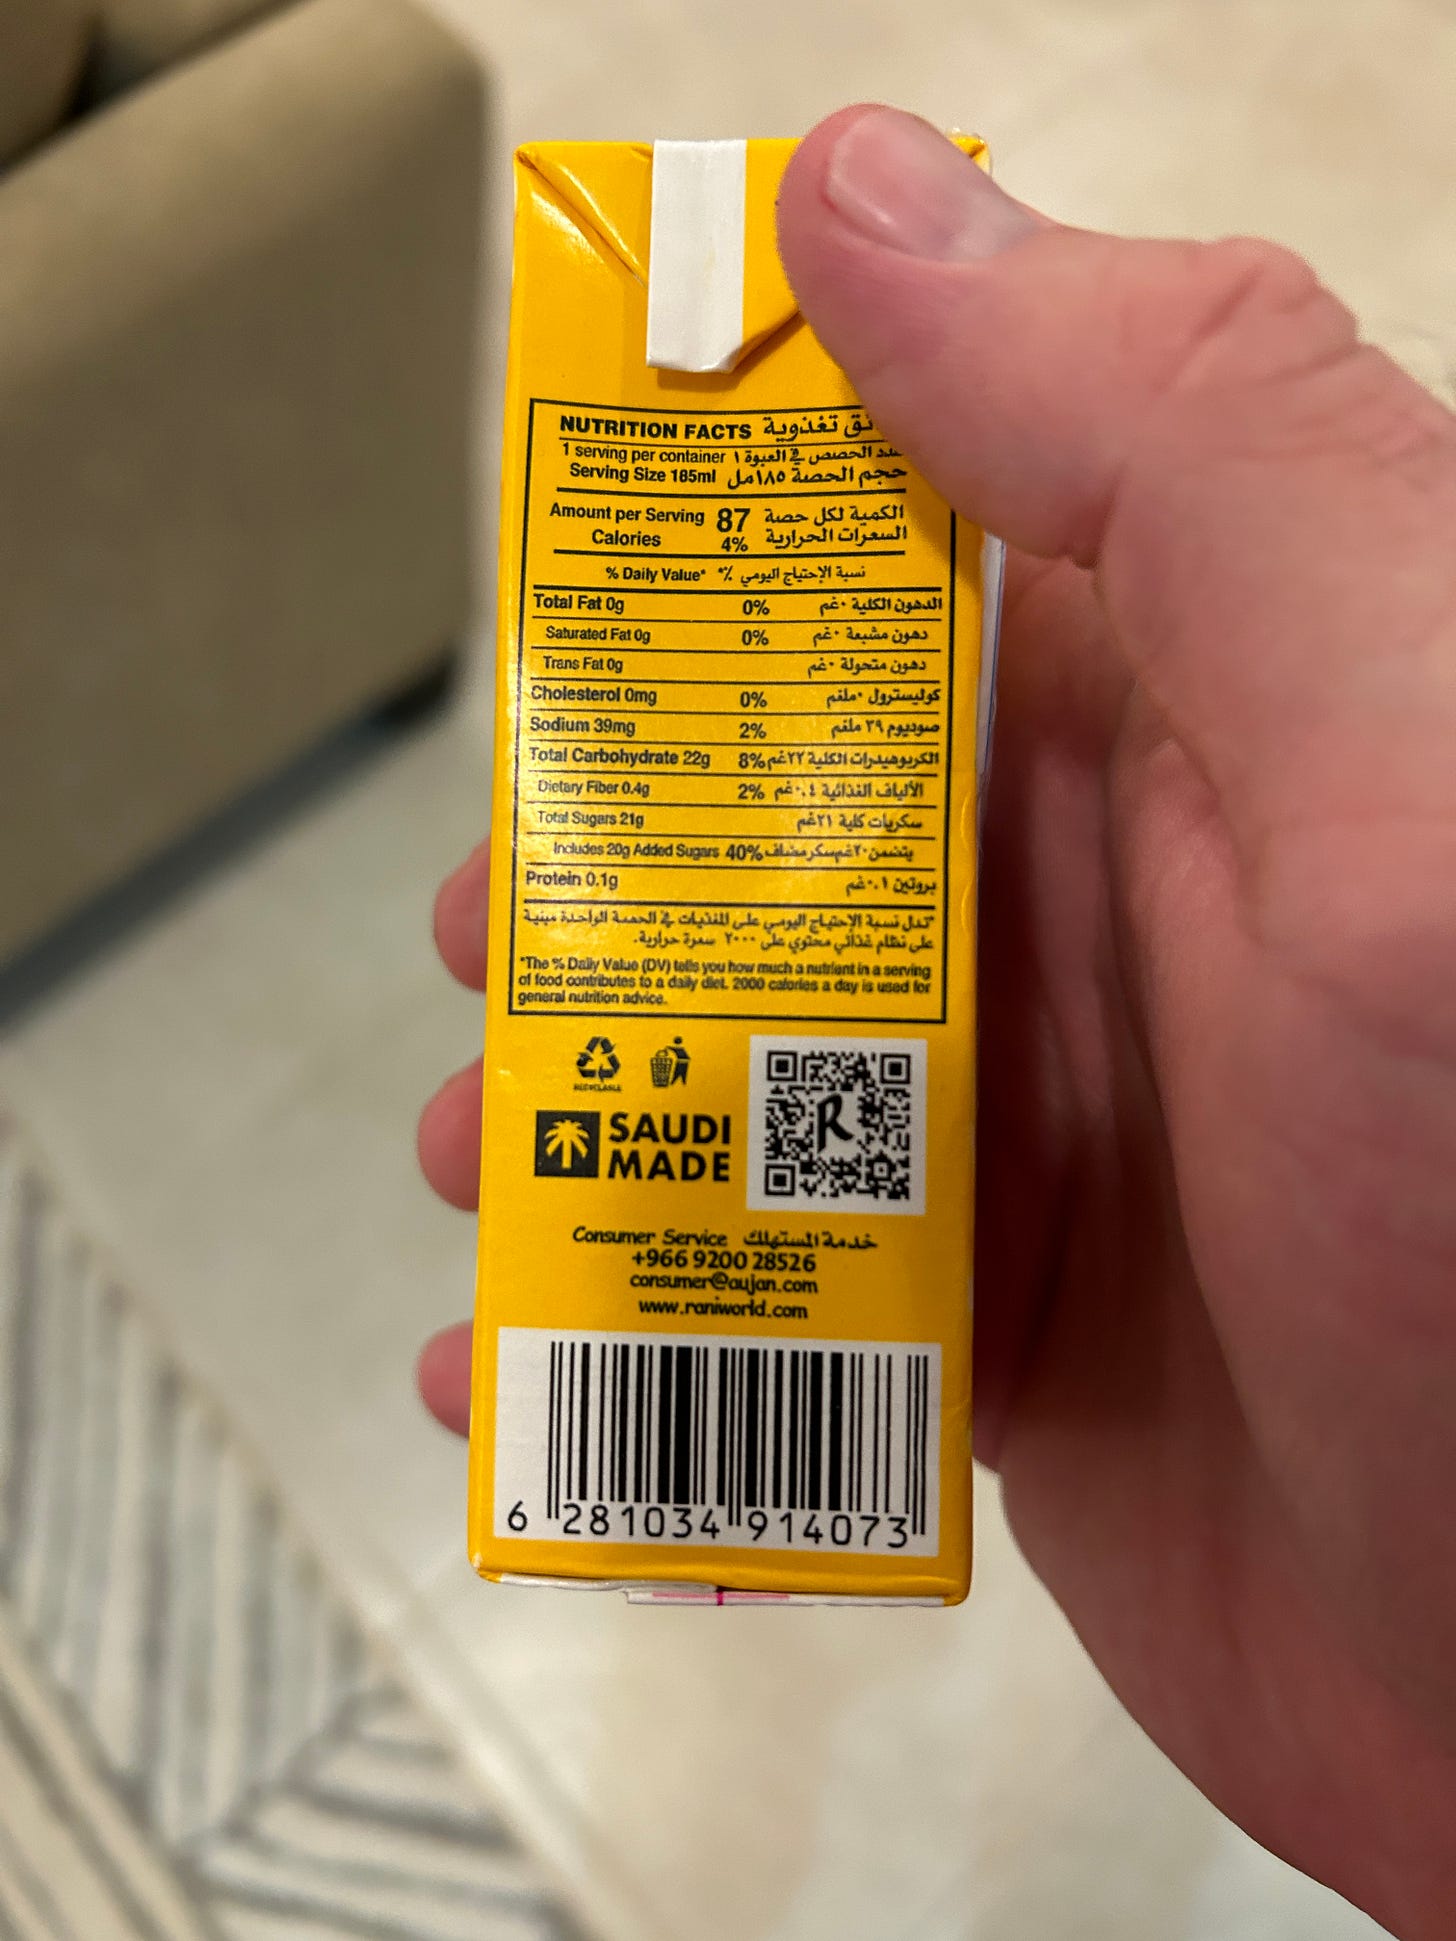 NUTRITION FACTS تغذوية
1 serving per container الحصص في العبوة ١
Serving Size 185ml حجم الحصة ١٨٥مل
Amount per Serving 87 الكمية لكل حصة
Calories 4% السعرات الحرارية
% Daily Value* نسبة الإحتياج اليومي ٪*
Total Fat 0g 0% الدهون الكلية ٠غم
Saturated Fat 0g 0% دهون مشبعة ٠غم
Trans Fat 0g دهون متحولة ٠غم
Cholesterol 0mg 0% كوليسترول ٠ملغم
Sodium 39mg 2% صوديوم ٣٩ ملغم
Total Carbohydrate 22g 8% الكربوهيدرات الكلية ٢٢غم
Dietary Fiber 0.4g 2% الألياف الغذائية ٠.٤غم
Total Sugars 21g سكريات كلية ٢١غم
Includes 20g Added Sugars 40% يتضمن ٢٠غم سكر مضاف
Protein 0.1g بروتين ٠.١غم
*تدل نسبة الإحتياج اليومي على المغذيات في الحصة الواحدة مبنية
على نظام غذائي محتوي على ٢٠٠٠ سعرة حرارية.
*The % Daily Value (DV) tells you how much a nutrient in a serving
of food contributes to a daily diet. 2000 calories a day is used for
general nutrition advice.
RECYCLABLE
SAUDI
MADE
R
Consumer Service خدمة المستهلك
+966 9200 28526
consumer@aujan.com
www.raniworld.com
6 281034 914073